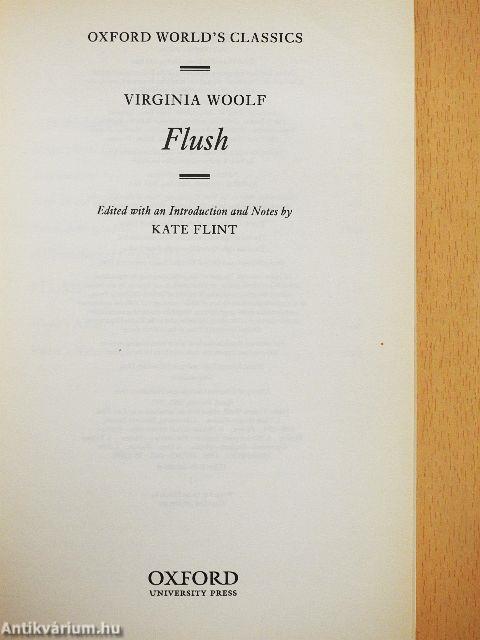 OXFORD WORLD'S CLASSICS
VIRGINIA WOOLF
Flush
Edited with an Introduction and Notes by
KATE FLINT
OXFORD
UNIVERSITY PRESS
Antikvárium.hu